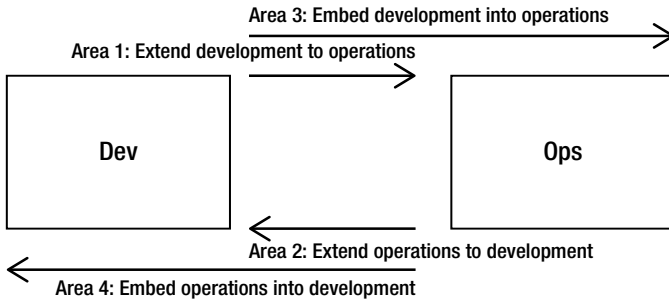 Area 3: Embed development into operations
Area 1: Extend development to operations
Dev
Ops
Area 2: Extend operations to development
Area 4: Embed operations into development